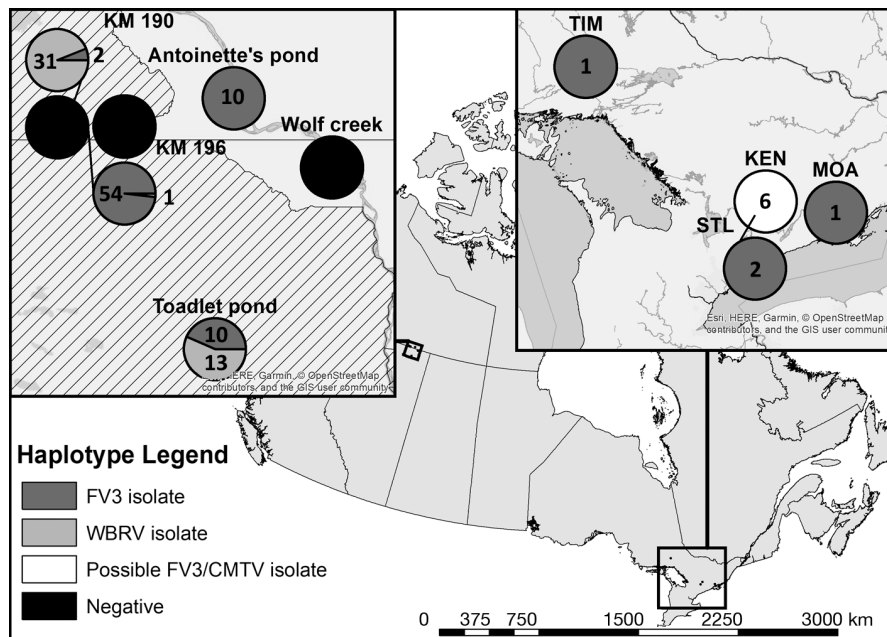 KM 190
31
2
Antoinette's pond
10
Wolf creek
KM 196
54
1
Toadlet pond
10
13
HERE, Garmin, © OpenStreetMap
contributors, and the GIS user community
TIM
1
KEN
6
MOA
1
STL
2
Esri, HERE, Garmin, © OpenStreetMap
contributors, and the GIS user community
Haplotype Legend
FV3 isolate
WBRV isolate
Possible FV3/CMTV isolate
Negative
0 375 750 1500 2250 3000 km